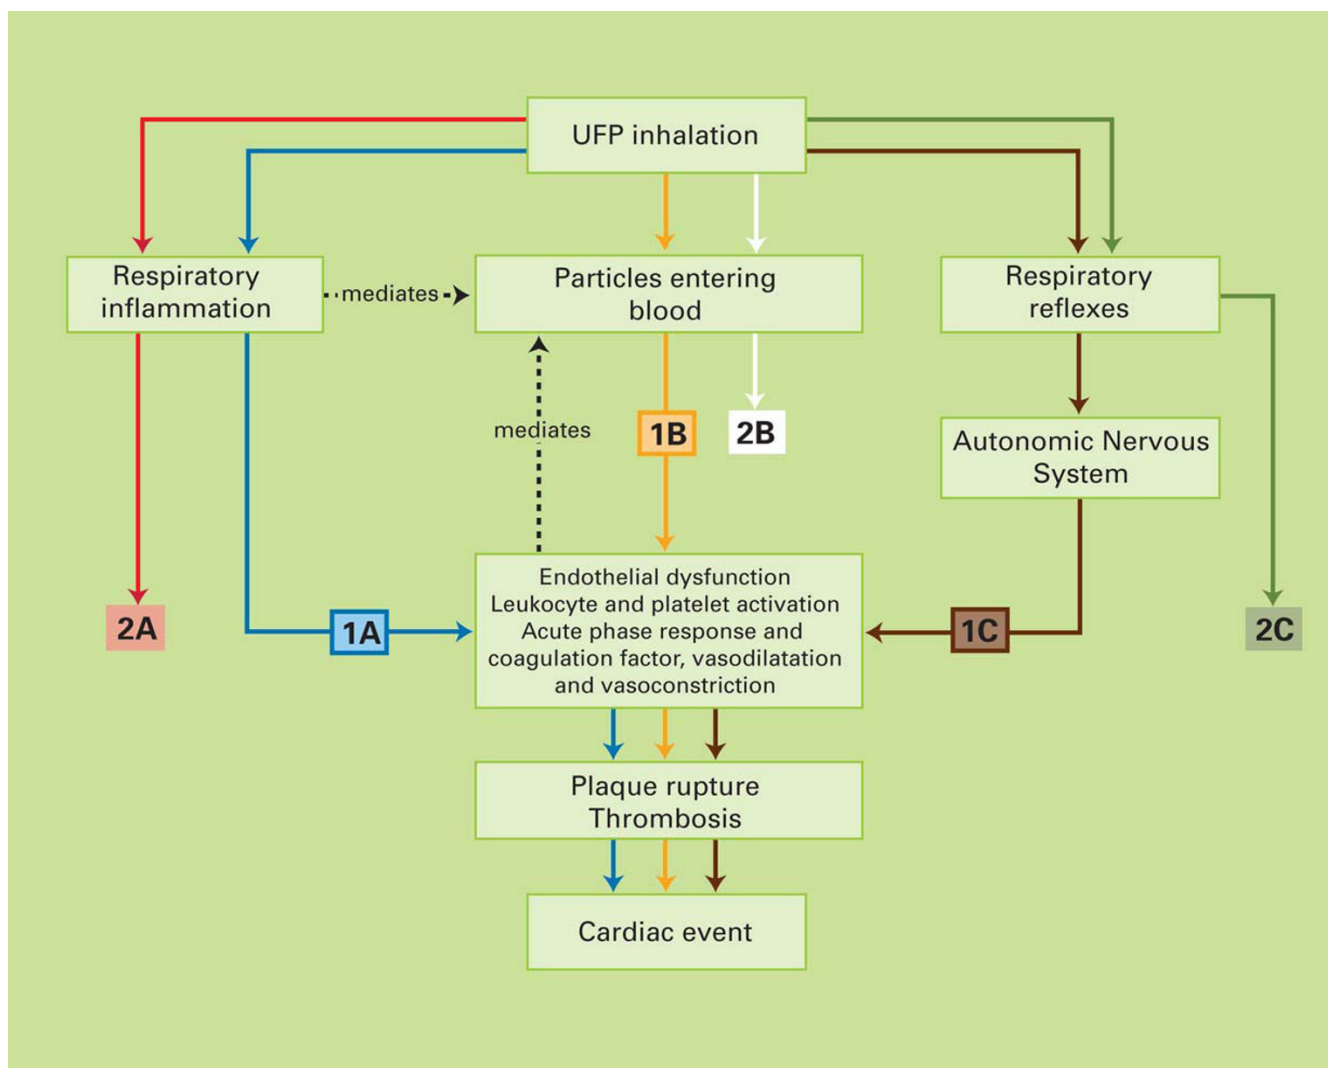 UFP inhalation
Respiratory
inflammation
mediates
Particles entering
blood
Respiratory
reflexes
mediates
1B
2B
Autonomic Nervous
System
2A
1A
Endothelial dysfunction
Leukocyte and platelet activation
Acute phase response and
coagulation factor, vasodilatation
and vasoconstriction
1C
2C
Plaque rupture
Thrombosis
Cardiac event